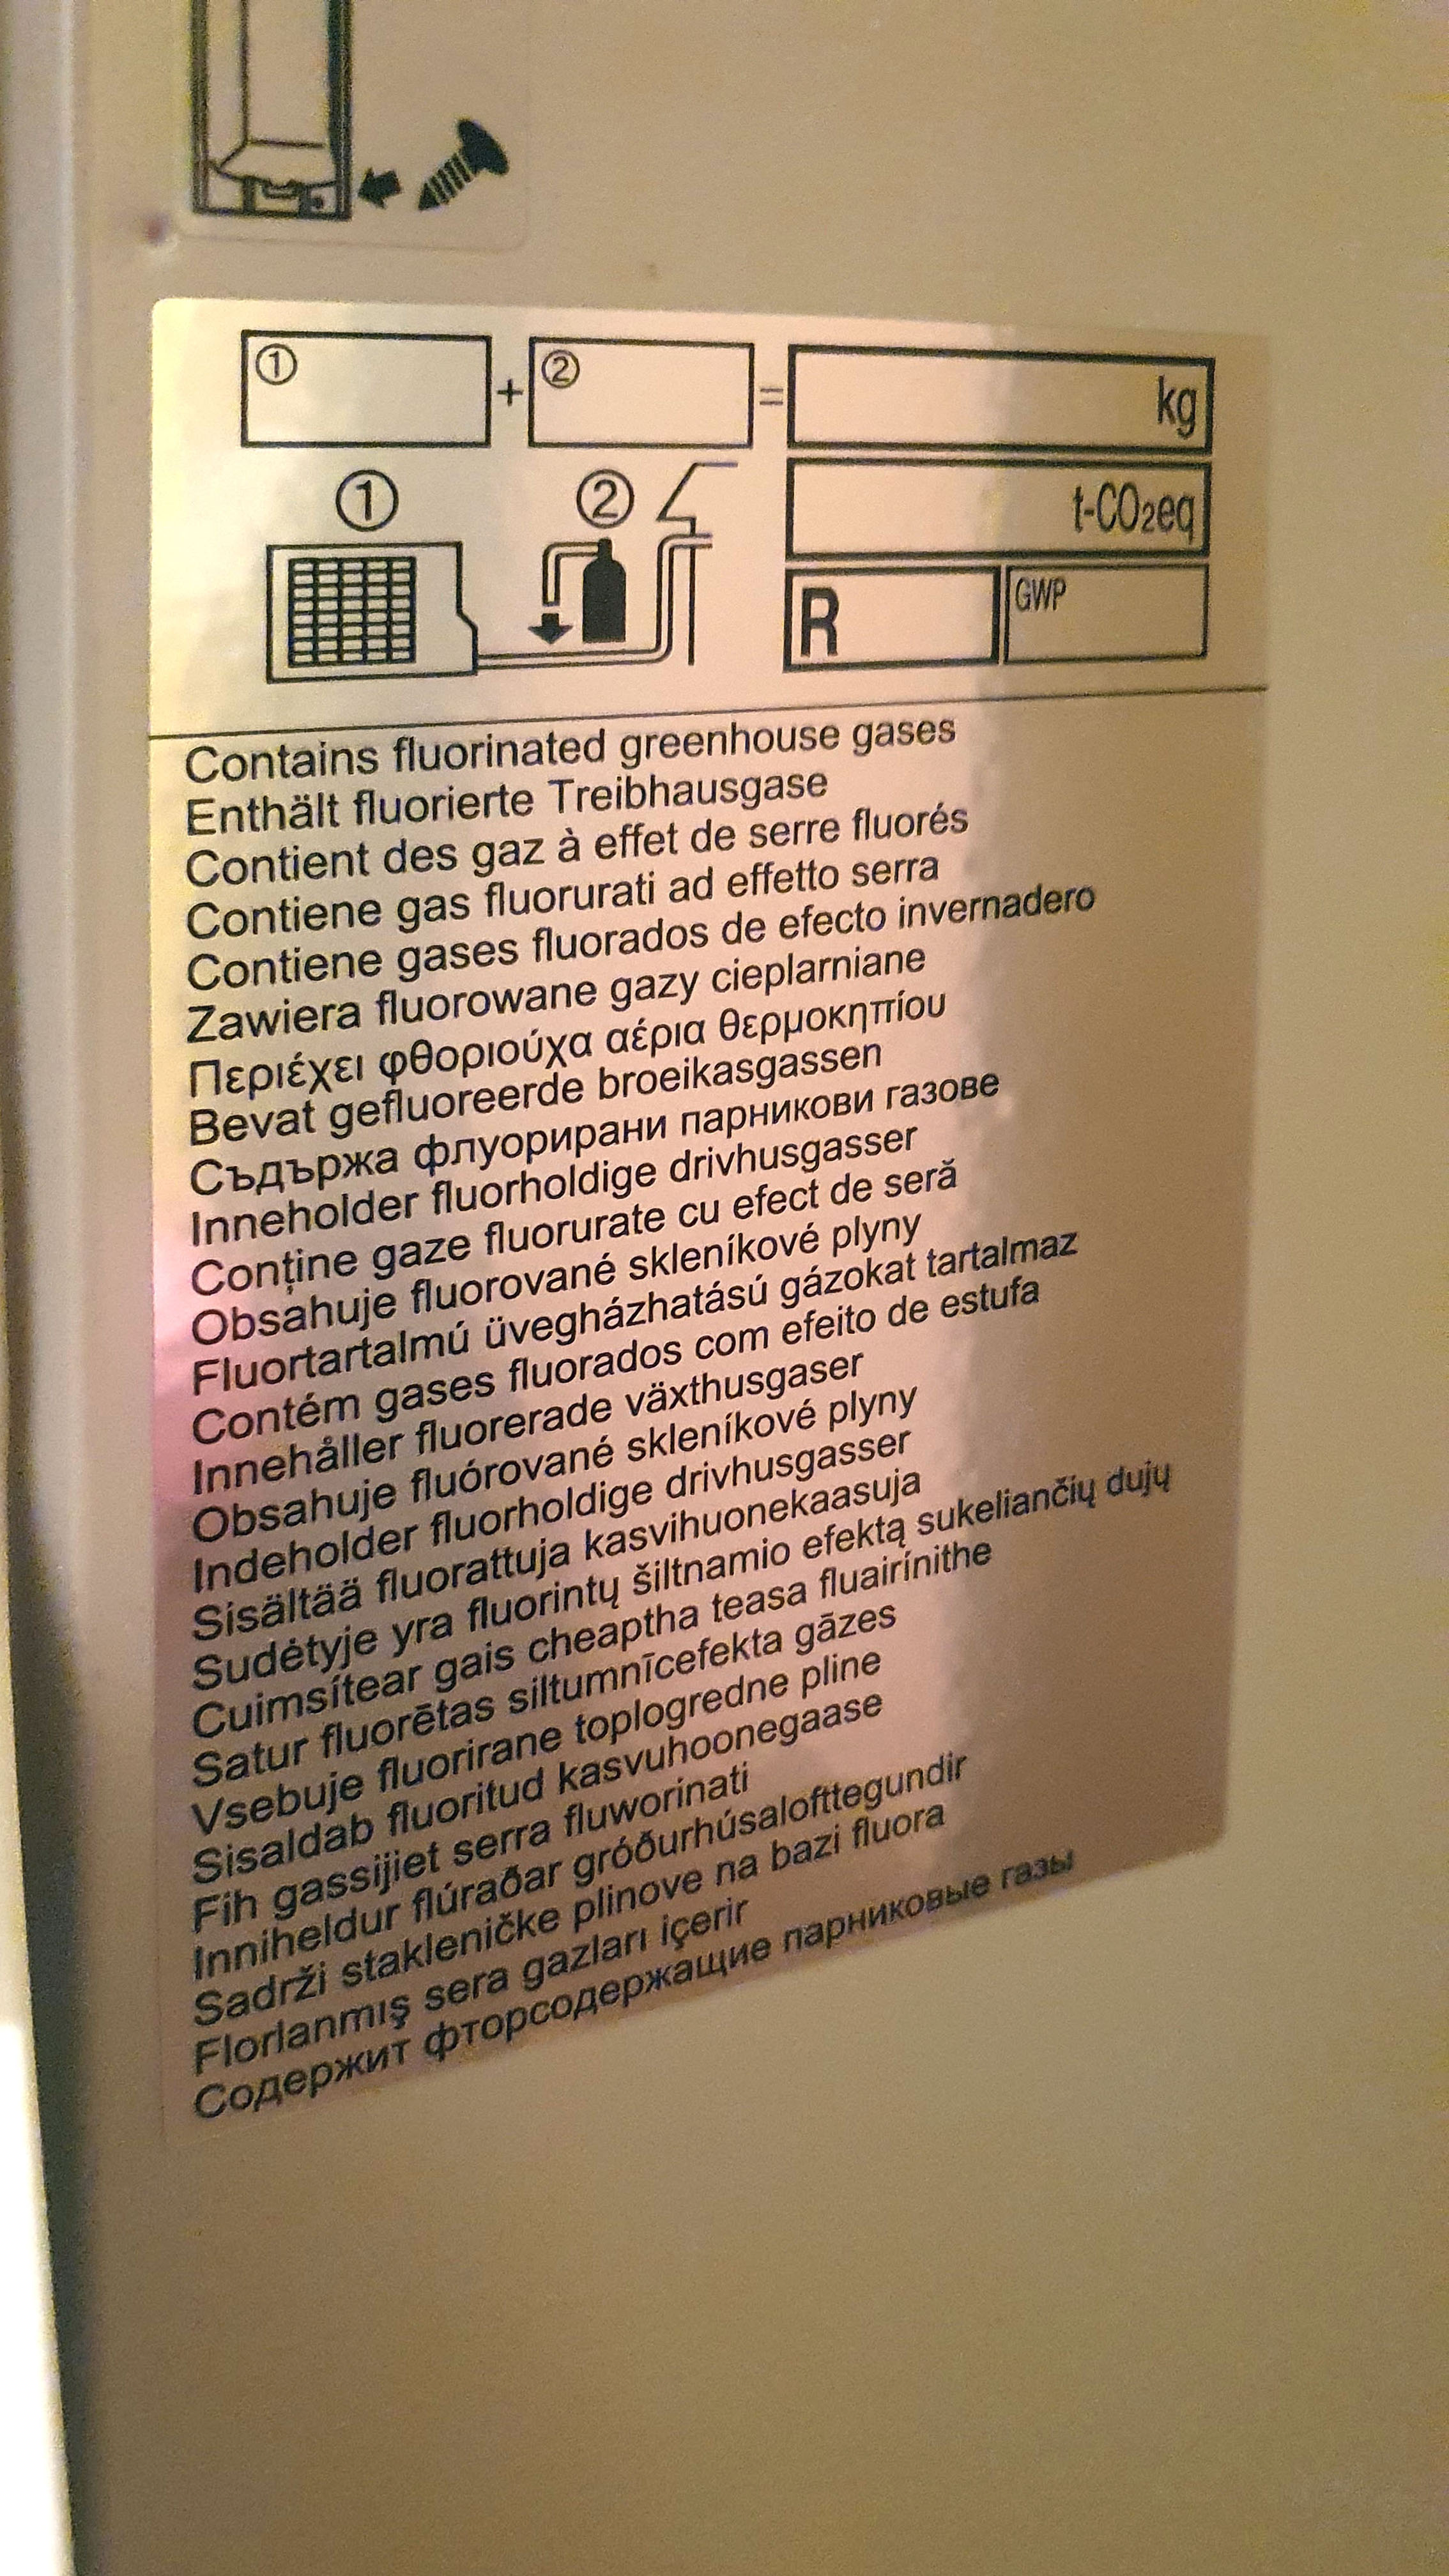 ① + ② = kg
① ② t-CO₂eq
R GWP
Contains fluorinated greenhouse gases
Enthält fluorierte Treibhausgase
Contient des gaz à effet de serre fluorés
Contiene gas fluorurati ad effetto serra
Contiene gases fluorados de efecto invernadero
Zawiera fluorowane gazy cieplarniane
Περιέχει φθοριούχα αέρια θερμοκηπίου
Bevat gefluoreerde broeikasgassen
Съдържа флуорирани парникови газове
Inneholder fluorholdige drivhusgasser
Conține gaze fluorurate cu efect de seră
Obsahuje fluorované skleníkové plyny
Fluortartalmú üvegházhatású gázokat tartalmaz
Contém gases fluorados com efeito de estufa
Innehåller fluorerade växthusgaser
Obsahuje fluórované skleníkové plyny
Indeholder fluorholdige drivhusgasser
Sisältää fluorattuja kasvihuonekaasuja
Sudėtyje yra fluorintų šiltnamio efektą sukeliančių dujų
Cuimsítear gais cheaptha teasa fluairínithe
Satur fluorētas siltumnīcefekta gāzes
Vsebuje fluorirane toplogredne pline
Sisaldab fluoritud kasvuhoonegaase
Fih gassijiet serra fluworinati
Inniheldur flúraðar gróðurhúsalofttegundir
Sadrži stakleničke plinove na bazi fluora
Florlanmış sera gazları içerir
Содержит фторсодержащие парниковые газы